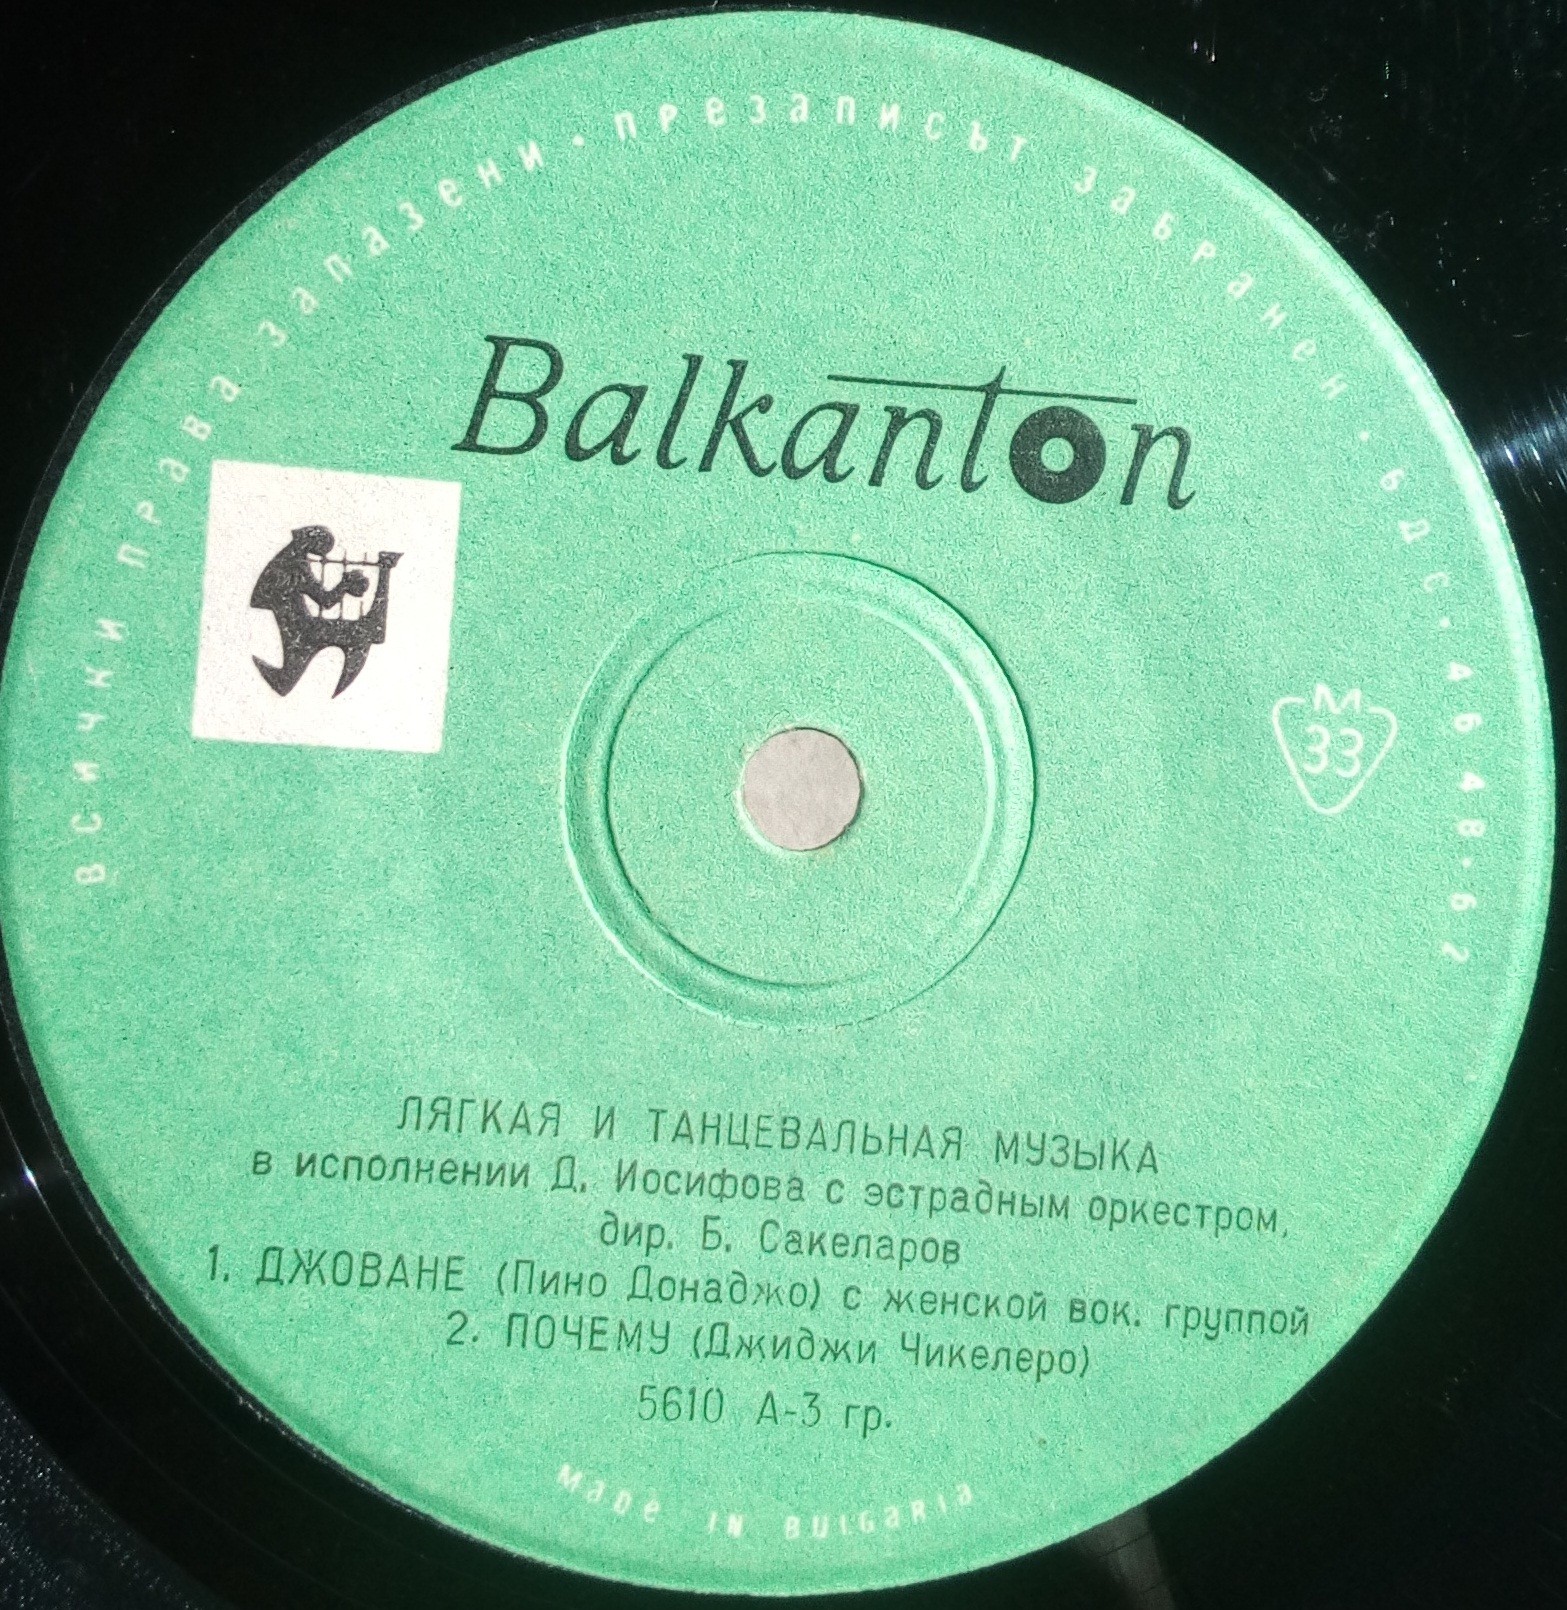 ВСИЧКИ ПРАВА ЗАПАЗЕНИ · ПРЕЗАПИСЪТ ЗАБРАНЕН · БДС · 4648 · 62
Balkanton
M
33
ЛЯГКАЯ И ТАНЦЕВАЛЬНАЯ МУЗЫКА
в исполнении Д. Иосифова с эстрадным оркестром,
дир. Б. Сакеларов
1. ДЖОВАНЕ (Пино Донаджо) с женской вок. группой
2. ПОЧЕМУ (Джиджи Чикелеро)
5610 А-3 гр.
MADE IN BULGARIA